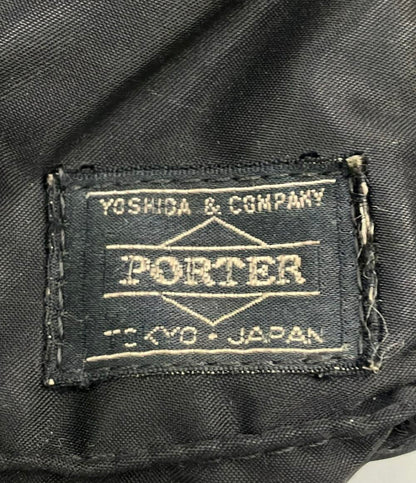 YOSHIDA & COMPANY
PORTER
TOKYO • JAPAN